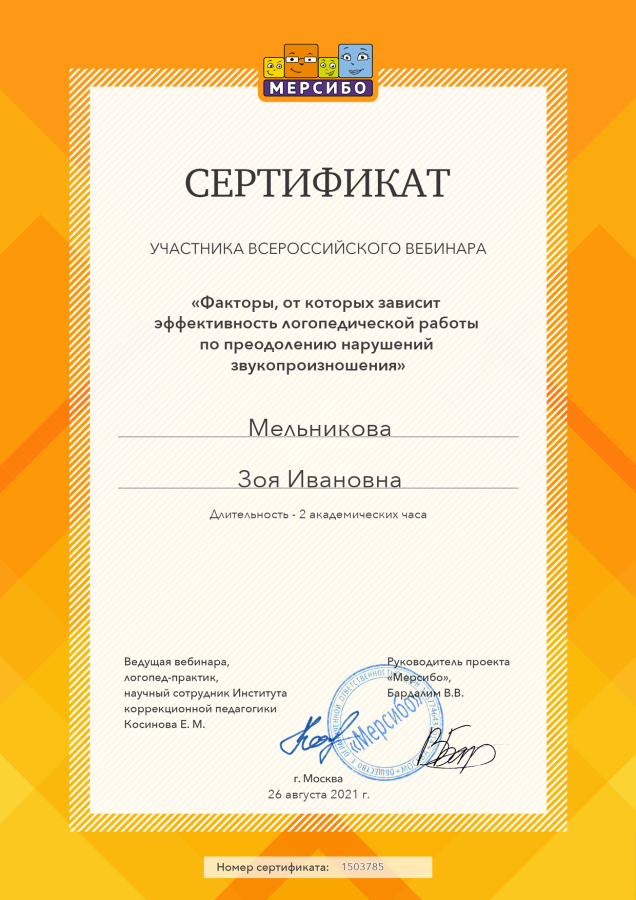 МЕРСИБО
СЕРТИФИКАТ
УЧАСТНИКА ВСЕРОССИЙСКОГО ВЕБИНАРА
«Факторы, от которых зависит
эффективность логопедической работы
по преодолению нарушений
звукопроизношения»
Мельникова
Зоя Ивановна
Длительность - 2 академических часа
Ведущая вебинара,
логопед-практик,
научный сотрудник Института
коррекционной педагогики
Косинова Е. М.
Руководитель проекта
«Мерсибо»,
Бардалим В.В.
«Мерсибо»
г. Москва
26 августа 2021 г.
Номер сертификата: 1503785